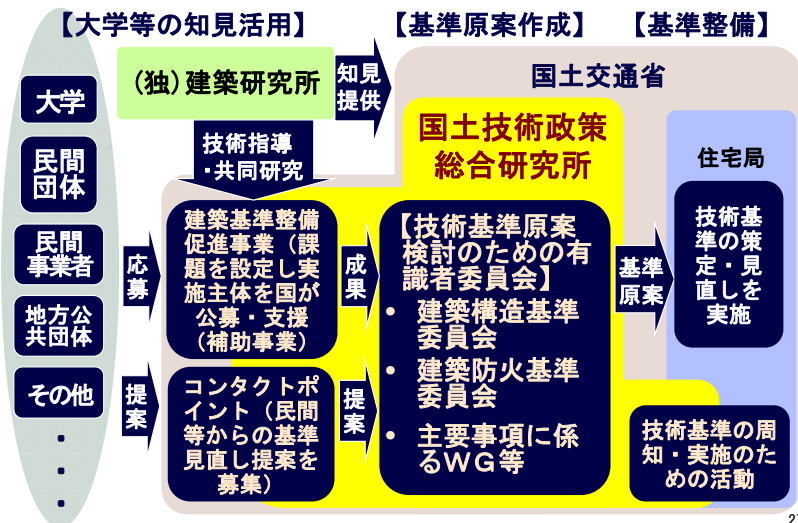 【大学等の知見活用】
【基準原案作成】
【基準整備】
(独)建築研究所
知見
提供
国土交通省
大学
民間
団体
民間
事業者
地方公
共団体
その他
・
・
・
技術指導
・共同研究
国土技術政策
総合研究所
住宅局
応
募
建築基準整備
促進事業(課
題を設定し実
施主体を国が
公募・支援
(補助事業)
成
果
【技術基準原案
検討のための有
識者委員会】
• 建築構造基準
委員会
• 建築防火基準
委員会
• 主要事項に係
るWG等
基準
原案
技術基
準の策
定・見
直しを
実施
提
案
コンタクトポ
イント(民間
等からの基準
見直し提案を
募集)
提
案
技術基準の周
知・実施のた
めの活動